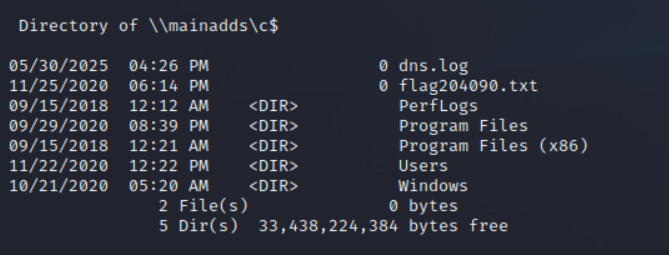 Directory of \\mainadds\c$
05/30/2025  04:26 PM                 0 dns.log
11/25/2020  06:14 PM                 0 flag204090.txt
09/15/2018  12:12 AM    <DIR>          PerfLogs
09/29/2020  08:39 PM    <DIR>          Program Files
09/15/2018  12:21 AM    <DIR>          Program Files (x86)
11/22/2020  12:22 PM    <DIR>          Users
10/21/2020  05:20 AM    <DIR>          Windows
2 File(s)              0 bytes
5 Dir(s)  33,438,224,384 bytes free